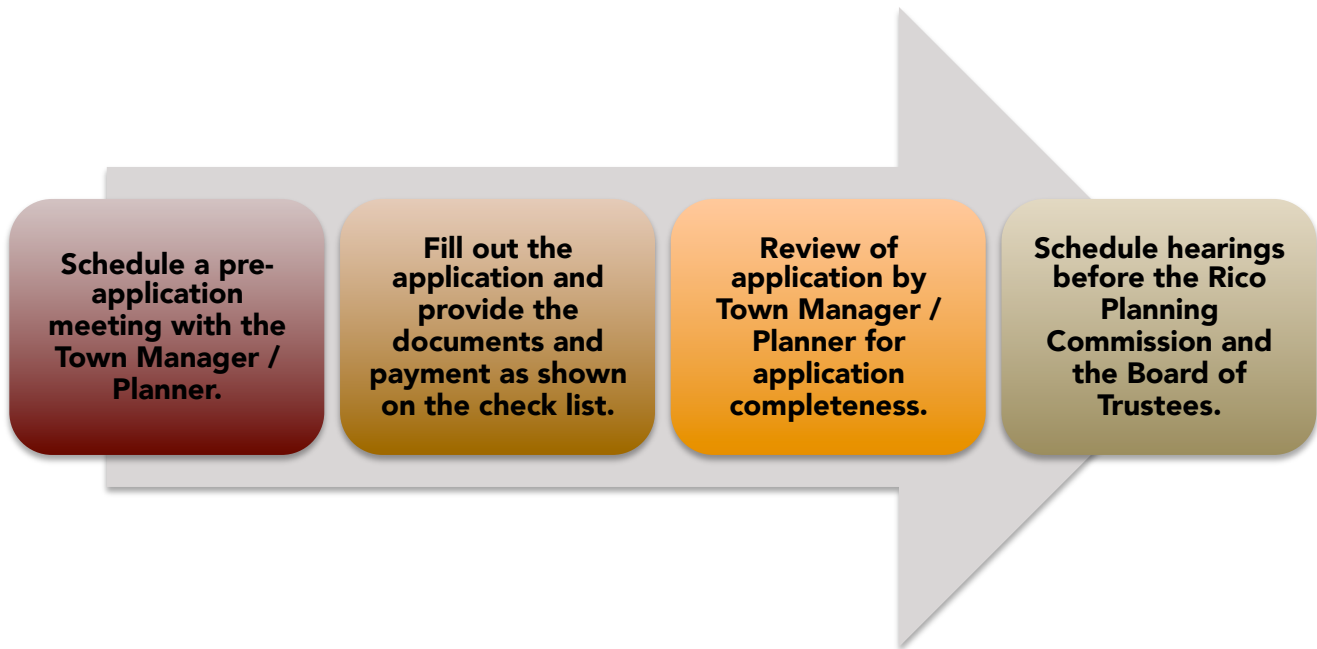 Schedule a pre-
application
meeting with the
Town Manager /
Planner.
Fill out the
application and
provide the
documents and
payment as shown
on the check list.
Review of
application by
Town Manager /
Planner for
application
completeness.
Schedule hearings
before the Rico
Planning
Commission and
the Board of
Trustees.